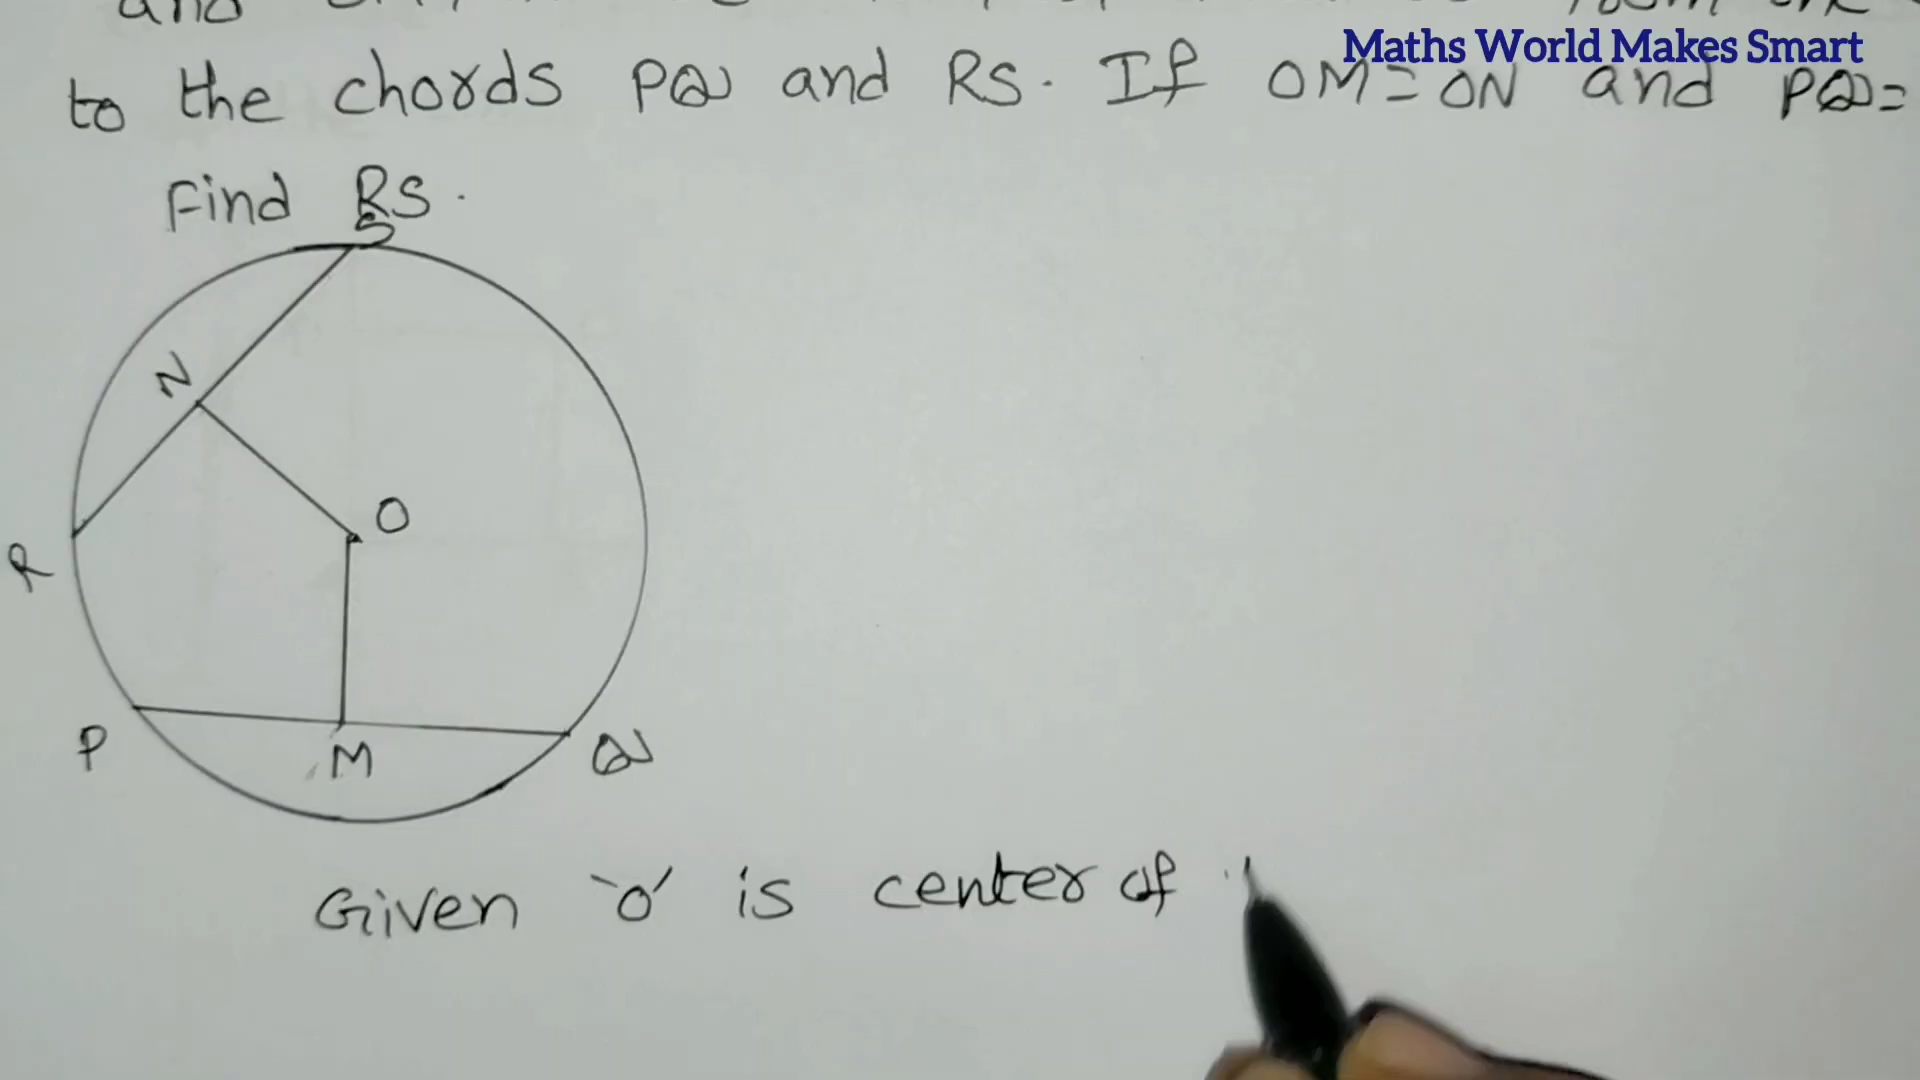 and
Maths World Makes Smart
to the chords PQ and RS. If OM=ON and PQ=
Find RS.
S
N
O
R
P
M
Q
Given 'O' is center of